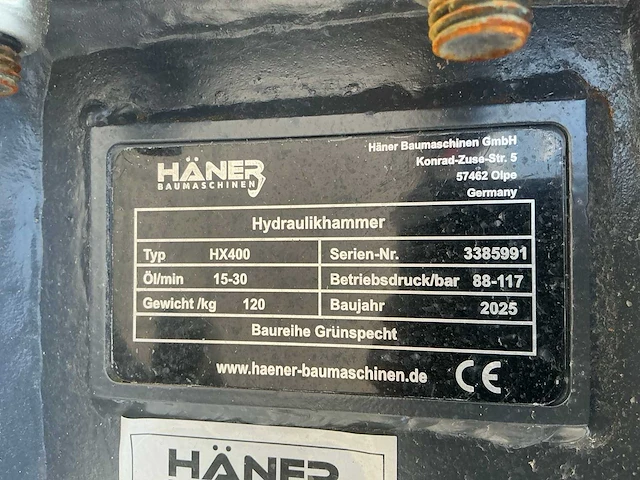 HÄNER
BAUMASCHINEN
Häner Baumaschinen GmbH
Konrad-Zuse-Str. 5
57462 Olpe
Germany
Hydraulikhammer
Typ HX400 Serien-Nr. 3385991
Öl/min 15-30 Betriebsdruck/bar 88-117
Gewicht /kg 120 Baujahr 2025
Baureihe Grünspecht
www.haener-baumaschinen.de CE
HÄNER